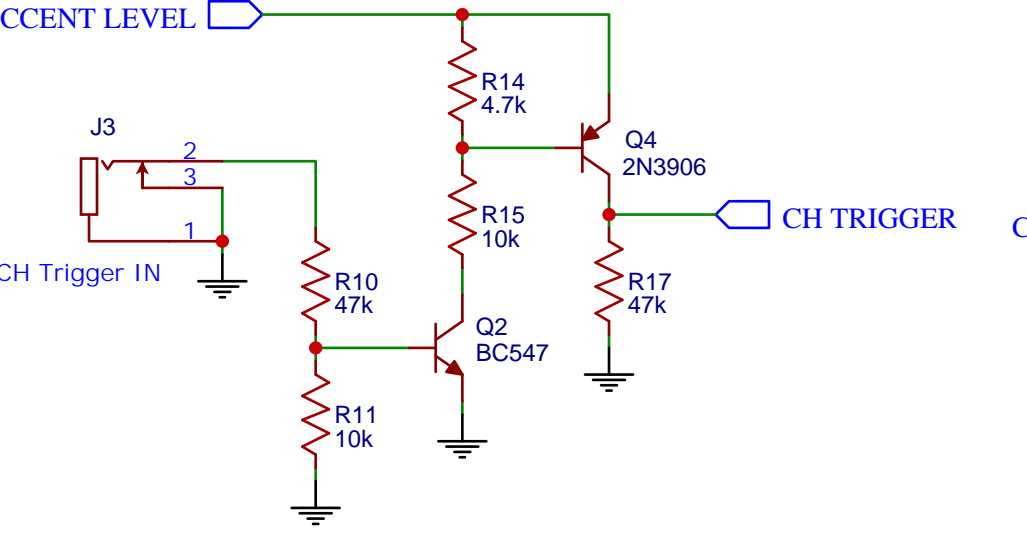 CCENT LEVEL
R14
4.7k
J3
2
3
1
Q4
2N3906
R15
10k
CH TRIGGER
C
CH Trigger IN
R10
47k
R17
47k
Q2
BC547
R11
10k